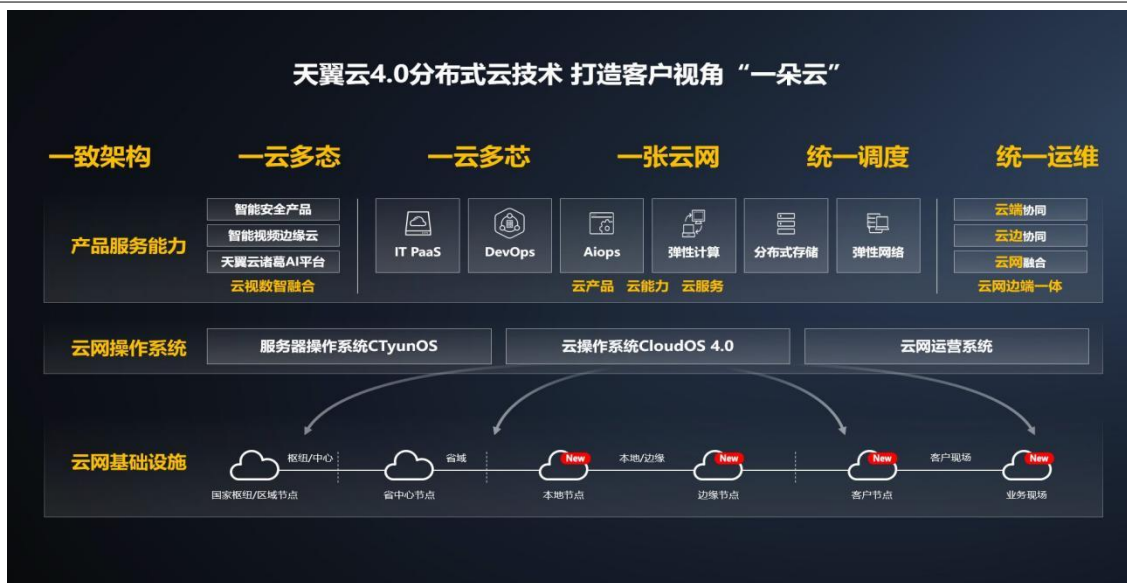 天翼云4.0分布式云技术 打造客户视角“一朵云”
一致架构 一云多态 一云多芯 一张云网 统一调度 统一运维
产品服务能力
智能安全产品
智能视频边缘云
天翼云诸葛AI平台
云视数智融合
IT PaaS
DevOps
Aiops
弹性计算
分布式存储
弹性网络
云产品 云能力 云服务
云端协同
云边协同
云网融合
云网边端一体
云网操作系统
服务器操作系统CTyunOS
云操作系统CloudOS 4.0
云网运营系统
云网基础设施
枢纽/中心
省域
New
本地/边缘
New
New
客户现场
New
国家枢纽/区域节点
省中心节点
本地节点
边缘节点
客户节点
业务现场